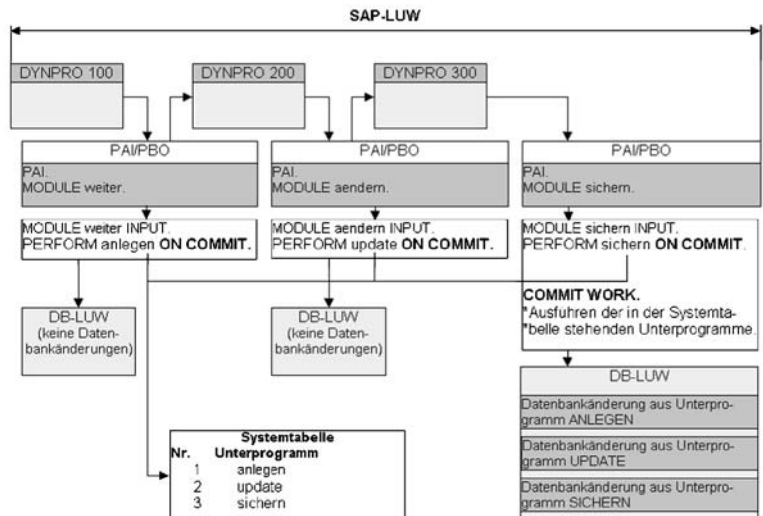 SAP-LUW
DYNPRO 100
DYNPRO 200
DYNPRO 300
PAI/PBO
PAI.
MODULE weiter.
PAI/PBO
PAI.
MODULE aendern.
PAI/PBO
PAI.
MODULE sichern.
MODULE weiter INPUT.
PERFORM anlegen ON COMMIT.
MODULE aendern INPUT.
PERFORM update ON COMMIT.
MODULE sichern INPUT.
PERFORM sichern ON COMMIT.
COMMIT WORK.
*Ausfuhren der in der Systemta-
*belle stehenden Unterprogramme.
DB-LUW
(keine Daten-
bankänderungen)
DB-LUW
(keine Daten-
bankänderungen)
DB-LUW
Datenbankänderung aus Unterpro-
gramm ANLEGEN
Datenbankänderung aus Unterpro-
gramm UPDATE
Datenbankänderung aus Unterpro-
gramm SICHERN
Systemtabelle
Nr. Unterprogramm
1 anlegen
2 update
3 sichern